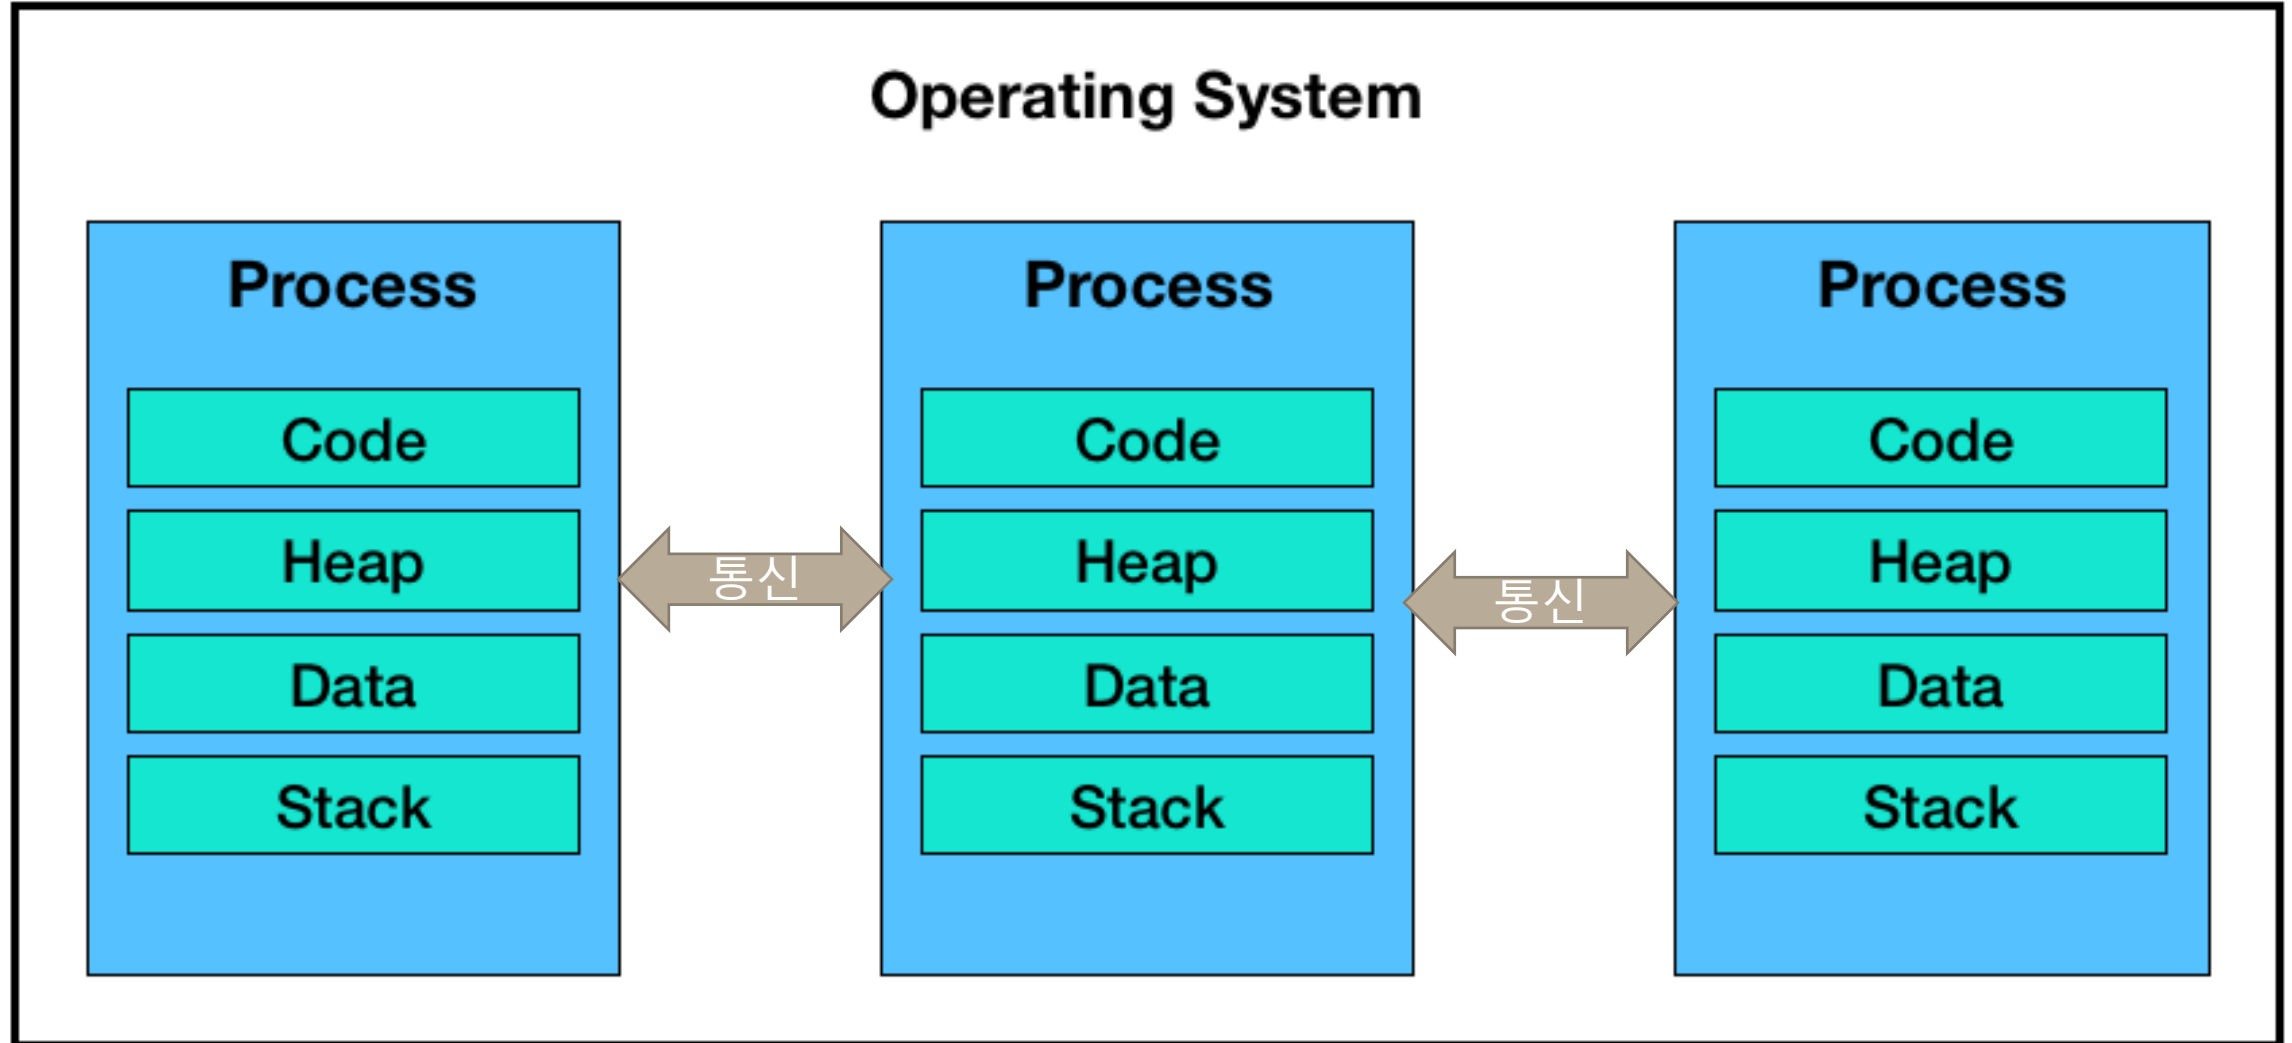 Operating System
Process
Code
Heap
Data
Stack
통신
Process
Code
Heap
Data
Stack
통신
Process
Code
Heap
Data
Stack